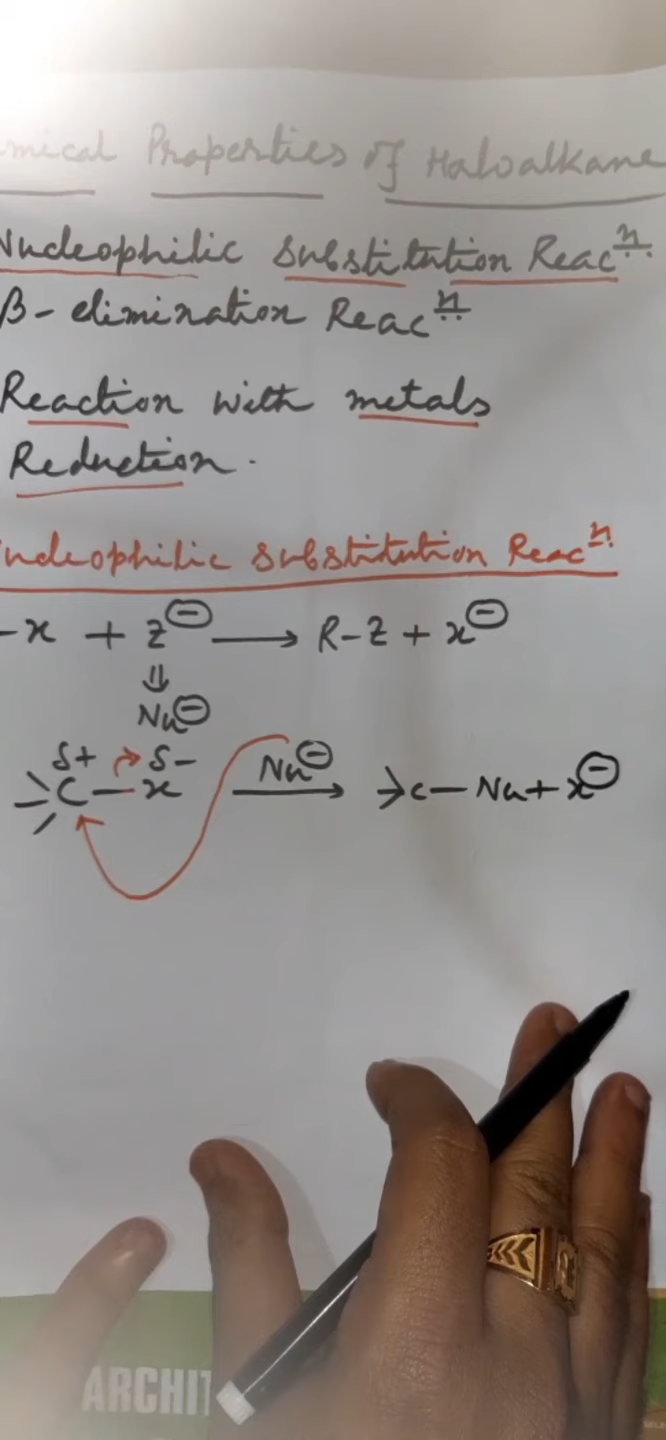 mical Properties of Haloalkane
Nucleophilic Substitution Reacⁿ
β- elimination Reacⁿ
Reaction with metals
Reduction.
ucleophilic Substitution Reacⁿ
-x + Z⊖ ⟶ R-Z + x⊖
⇓
Nu⊖
δ+ δ-
C-x Nu⊖ ⟶ C-Nu + x⊖
ARCHIT